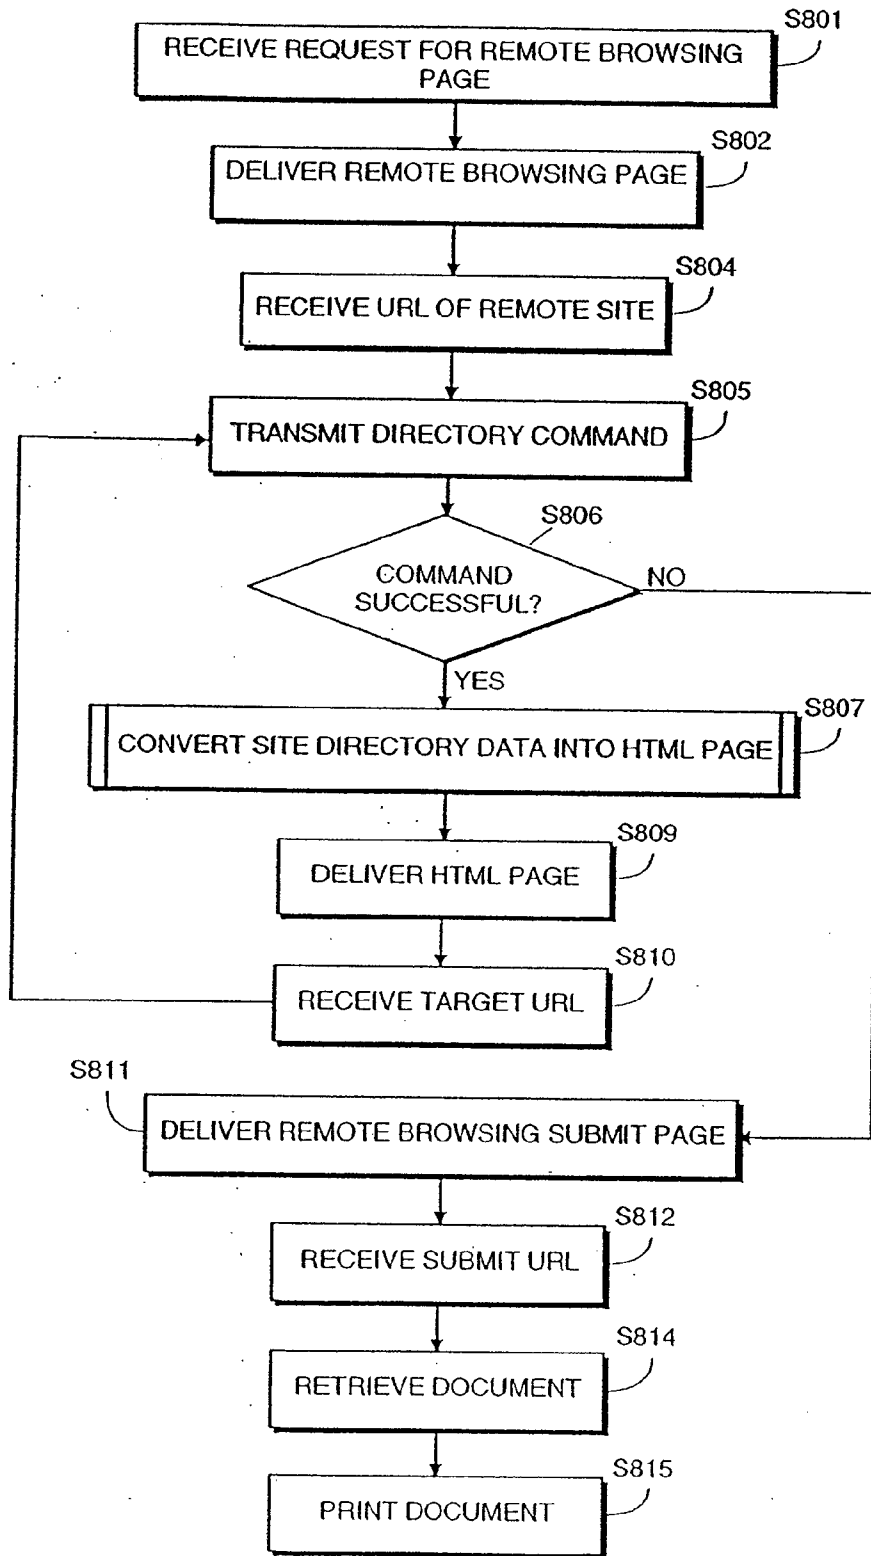 S801
RECEIVE REQUEST FOR REMOTE BROWSING
PAGE
S802
DELIVER REMOTE BROWSING PAGE
S804
RECEIVE URL OF REMOTE SITE
S805
TRANSMIT DIRECTORY COMMAND
S806
COMMAND
SUCCESSFUL?
NO
YES
S807
CONVERT SITE DIRECTORY DATA INTO HTML PAGE
S809
DELIVER HTML PAGE
S810
RECEIVE TARGET URL
S811
DELIVER REMOTE BROWSING SUBMIT PAGE
S812
RECEIVE SUBMIT URL
S814
RETRIEVE DOCUMENT
S815
PRINT DOCUMENT